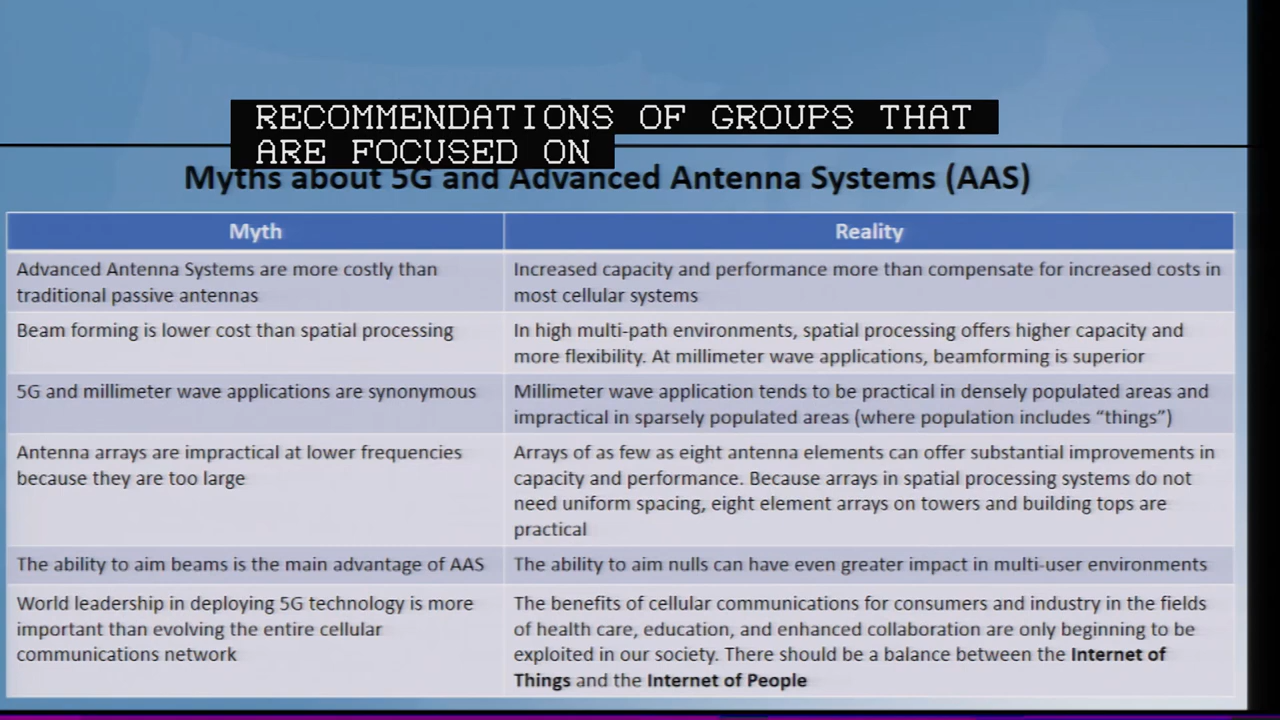 RECOMMENDATIONS OF GROUPS THAT
ARE FOCUSED ON
Myths about 5G and Advanced Antenna Systems (AAS)
Myth
Reality
Advanced Antenna Systems are more costly than
traditional passive antennas
Increased capacity and performance more than compensate for increased costs in
most cellular systems
Beam forming is lower cost than spatial processing
In high multi-path environments, spatial processing offers higher capacity and
more flexibility. At millimeter wave applications, beamforming is superior
5G and millimeter wave applications are synonymous
Millimeter wave application tends to be practical in densely populated areas and
impractical in sparsely populated areas (where population includes “things”)
Antenna arrays are impractical at lower frequencies
because they are too large
Arrays of as few as eight antenna elements can offer substantial improvements in
capacity and performance. Because arrays in spatial processing systems do not
need uniform spacing, eight element arrays on towers and building tops are
practical
The ability to aim beams is the main advantage of AAS
The ability to aim nulls can have even greater impact in multi-user environments
World leadership in deploying 5G technology is more
important than evolving the entire cellular
communications network
The benefits of cellular communications for consumers and industry in the fields
of health care, education, and enhanced collaboration are only beginning to be
exploited in our society. There should be a balance between the Internet of
Things and the Internet of People